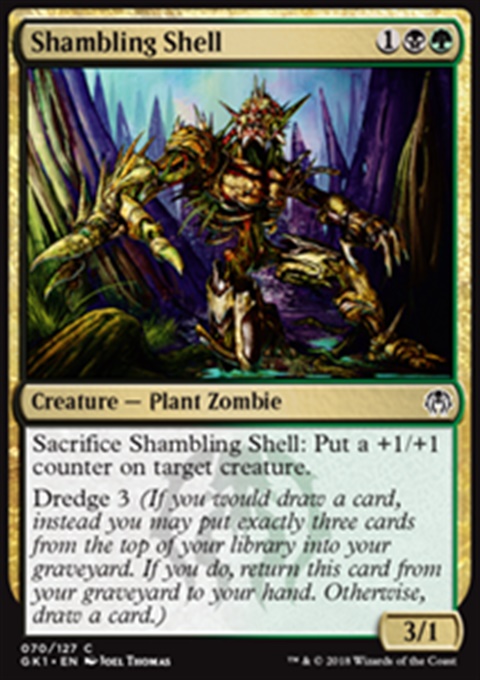 Shambling Shell 1
Creature — Plant Zombie
Sacrifice Shambling Shell: Put a +1/+1
counter on target creature.
Dredge 3 (If you would draw a card,
instead you may put exactly three cards
from the top of your library into your
graveyard. If you do, return this card from
your graveyard to your hand. Otherwise,
draw a card.)
3/1
070/127 C
GK1 • EN Joel Thomas
™ & © 2018 Wizards of the Coast